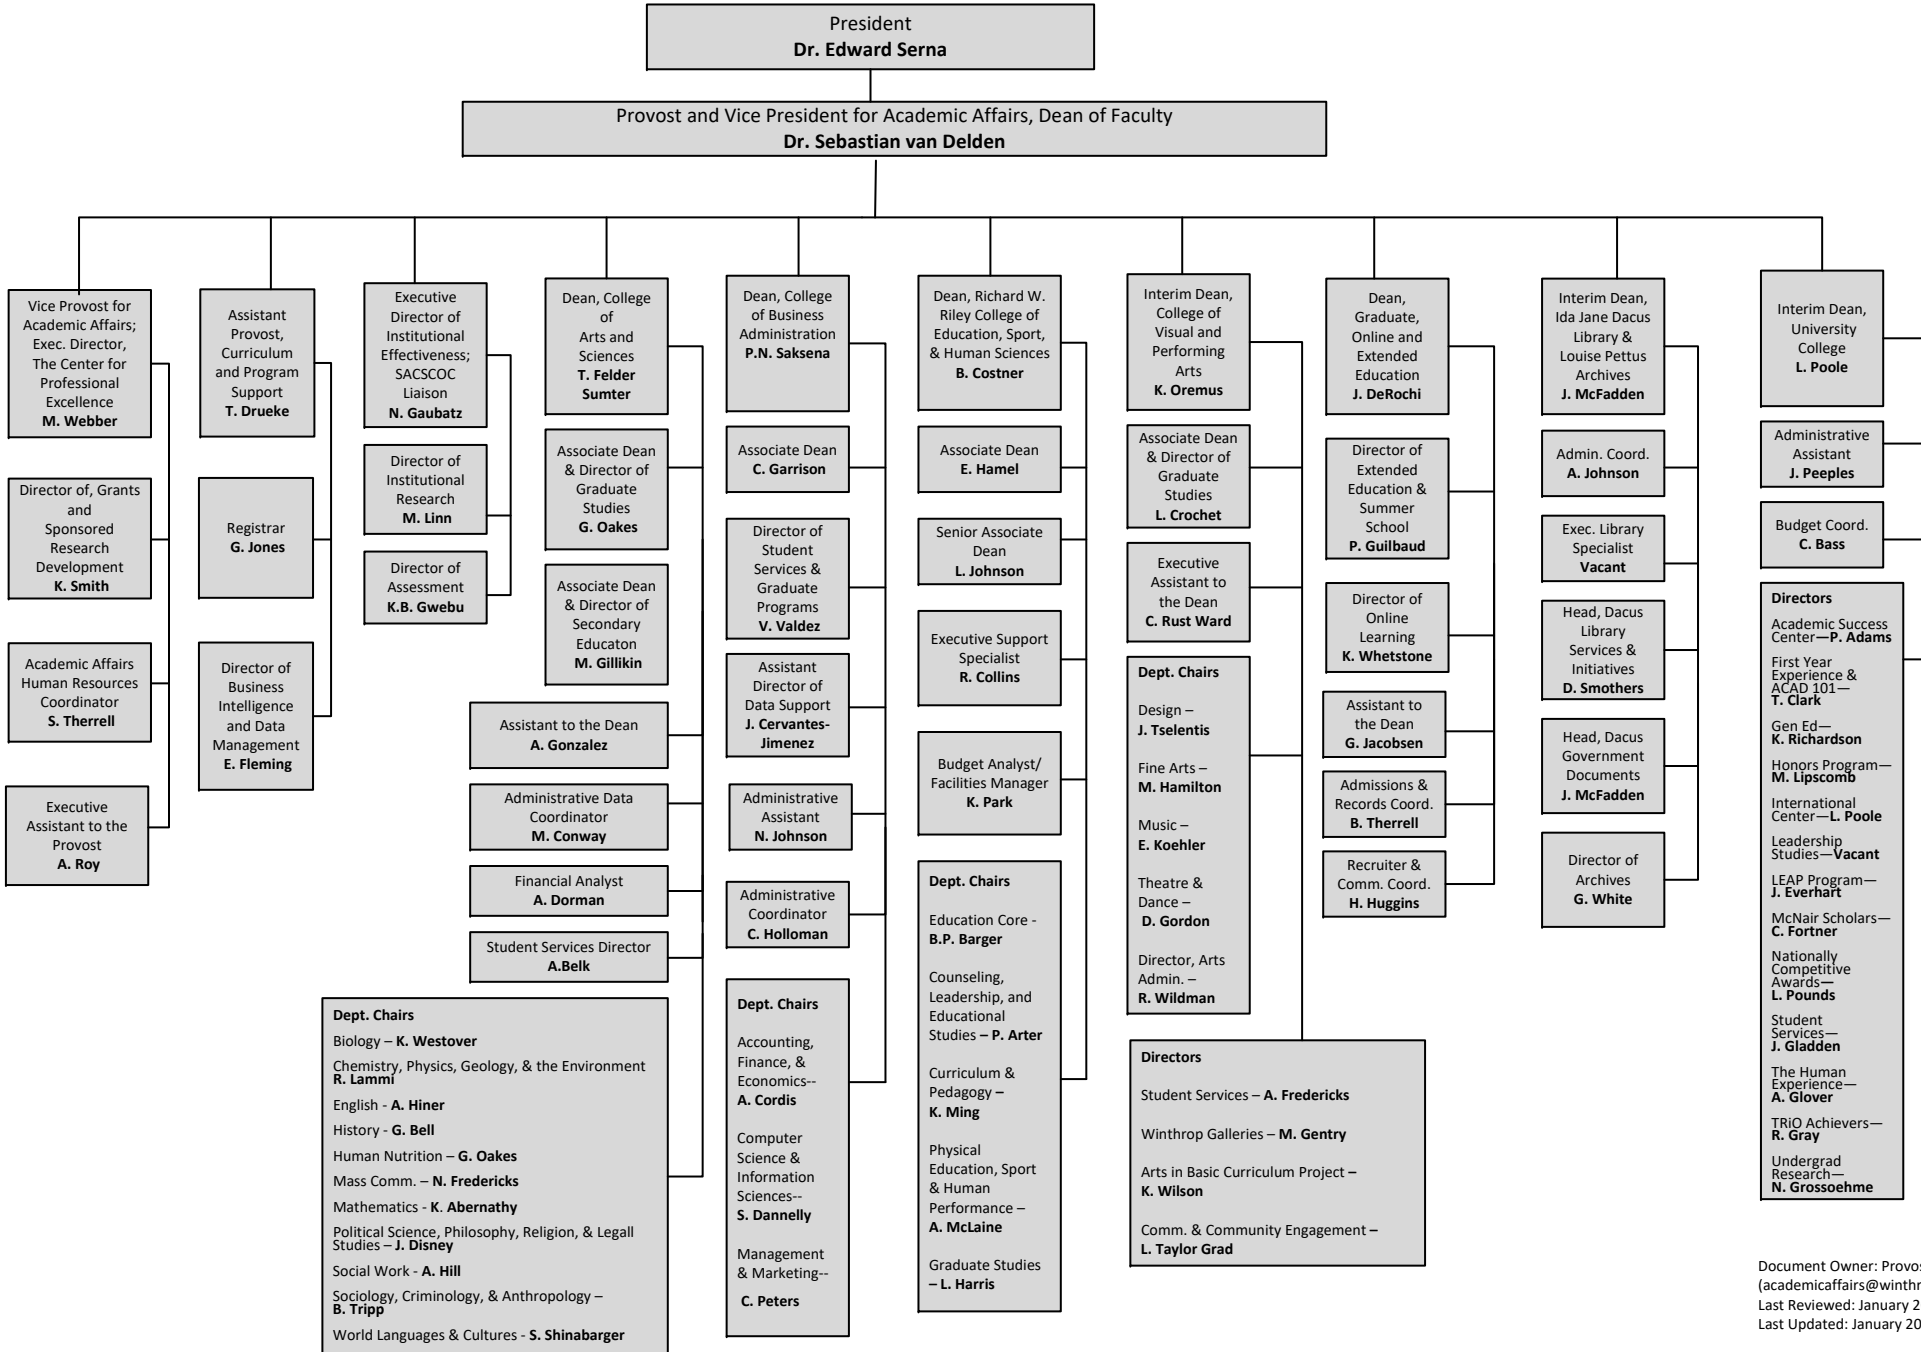 President
Dr. Edward Serna
Provost and Vice President for Academic Affairs, Dean of Faculty
Dr. Sebastian van Delden
Vice Provost for
Academic Affairs;
Exec. Director,
The Center for
Professional
Excellence
M. Webber
Director of, Grants
and
Sponsored
Research
Development
K. Smith
Academic Affairs
Human Resources
Coordinator
S. Therrell
Executive
Assistant to the
Provost
A. Roy
Assistant
Provost,
Curriculum
and Program
Support
T. Drueke
Registrar
G. Jones
Director of
Business
Intelligence
and Data
Management
E. Fleming
Executive
Director of
Institutional
Effectiveness;
SACSCOC
Liaison
N. Gaubatz
Director of
Institutional
Research
M. Linn
Director of
Assessment
K.B. Gwebu
Dean, College
of
Arts and
Sciences
T. Felder
Sumter
Associate Dean
& Director of
Graduate
Studies
G. Oakes
Associate Dean
& Director of
Secondary
Educaton
M. Gillikin
Assistant to the Dean
A. Gonzalez
Administrative Data
Coordinator
M. Conway
Financial Analyst
A. Dorman
Student Services Director
A.Belk
Dept. Chairs
Biology – K. Westover
Chemistry, Physics, Geology, & the Environment
R. Lammi
English - A. Hiner
History - G. Bell
Human Nutrition – G. Oakes
Mass Comm. – N. Fredericks
Mathematics - K. Abernathy
Political Science, Philosophy, Religion, & Legall
Studies – J. Disney
Social Work - A. Hill
Sociology, Criminology, & Anthropology –
B. Tripp
World Languages & Cultures - S. Shinabarger
Dean, College
of Business
Administration
P.N. Saksena
Associate Dean
C. Garrison
Director of
Student
Services &
Graduate
Programs
V. Valdez
Assistant
Director of
Data Support
J. Cervantes-
Jimenez
Administrative
Assistant
N. Johnson
Administrative
Coordinator
C. Holloman
Dept. Chairs
Accounting,
Finance, &
Economics--
A. Cordis
Computer
Science &
Information
Sciences--
S. Dannelly
Management
& Marketing--
C. Peters
Dean, Richard W.
Riley College of
Education, Sport,
& Human Sciences
B. Costner
Associate Dean
E. Hamel
Senior Associate
Dean
L. Johnson
Executive Support
Specialist
R. Collins
Budget Analyst/
Facilities Manager
K. Park
Dept. Chairs
Education Core -
B.P. Barger
Counseling,
Leadership, and
Educational
Studies – P. Arter
Curriculum &
Pedagogy –
K. Ming
Physical
Education, Sport
& Human
Performance –
A. McLaine
Graduate Studies
– L. Harris
Interim Dean,
College of
Visual and
Performing
Arts
K. Oremus
Associate Dean
& Director of
Graduate
Studies
L. Crochet
Executive
Assistant to
the Dean
C. Rust Ward
Dept. Chairs
Design –
J. Tselentis
Fine Arts –
M. Hamilton
Music –
E. Koehler
Theatre &
Dance –
D. Gordon
Director, Arts
Admin. –
R. Wildman
Directors
Student Services – A. Fredericks
Winthrop Galleries – M. Gentry
Arts in Basic Curriculum Project –
K. Wilson
Comm. & Community Engagement –
L. Taylor Grad
Dean,
Graduate,
Online and
Extended
Education
J. DeRochi
Director of
Extended
Education &
Summer
School
P. Guilbaud
Director of
Online
Learning
K. Whetstone
Assistant to
the Dean
G. Jacobsen
Admissions &
Records Coord.
B. Therrell
Recruiter &
Comm. Coord.
H. Huggins
Interim Dean,
Ida Jane Dacus
Library &
Louise Pettus
Archives
J. McFadden
Admin. Coord.
A. Johnson
Exec. Library
Specialist
Vacant
Head, Dacus
Library
Services &
Initiatives
D. Smothers
Head, Dacus
Government
Documents
J. McFadden
Director of
Archives
G. White
Interim Dean,
University
College
L. Poole
Administrative
Assistant
J. Peeples
Budget Coord.
C. Bass
Directors
Academic Success
Center—P. Adams
First Year
Experience &
ACAD 101—
T. Clark
Gen Ed—
K. Richardson
Honors Program—
M. Lipscomb
International
Center—L. Poole
Leadership
Studies—Vacant
LEAP Program—
J. Everhart
McNair Scholars—
C. Fortner
Nationally
Competitive
Awards—
L. Pounds
Student
Services—
J. Gladden
The Human
Experience—
A. Glover
TRiO Achievers—
R. Gray
Undergrad
Research—
N. Grossoehme
Document Owner: Provos
(academicaffairs@winthr
Last Reviewed: January 2
Last Updated: January 20